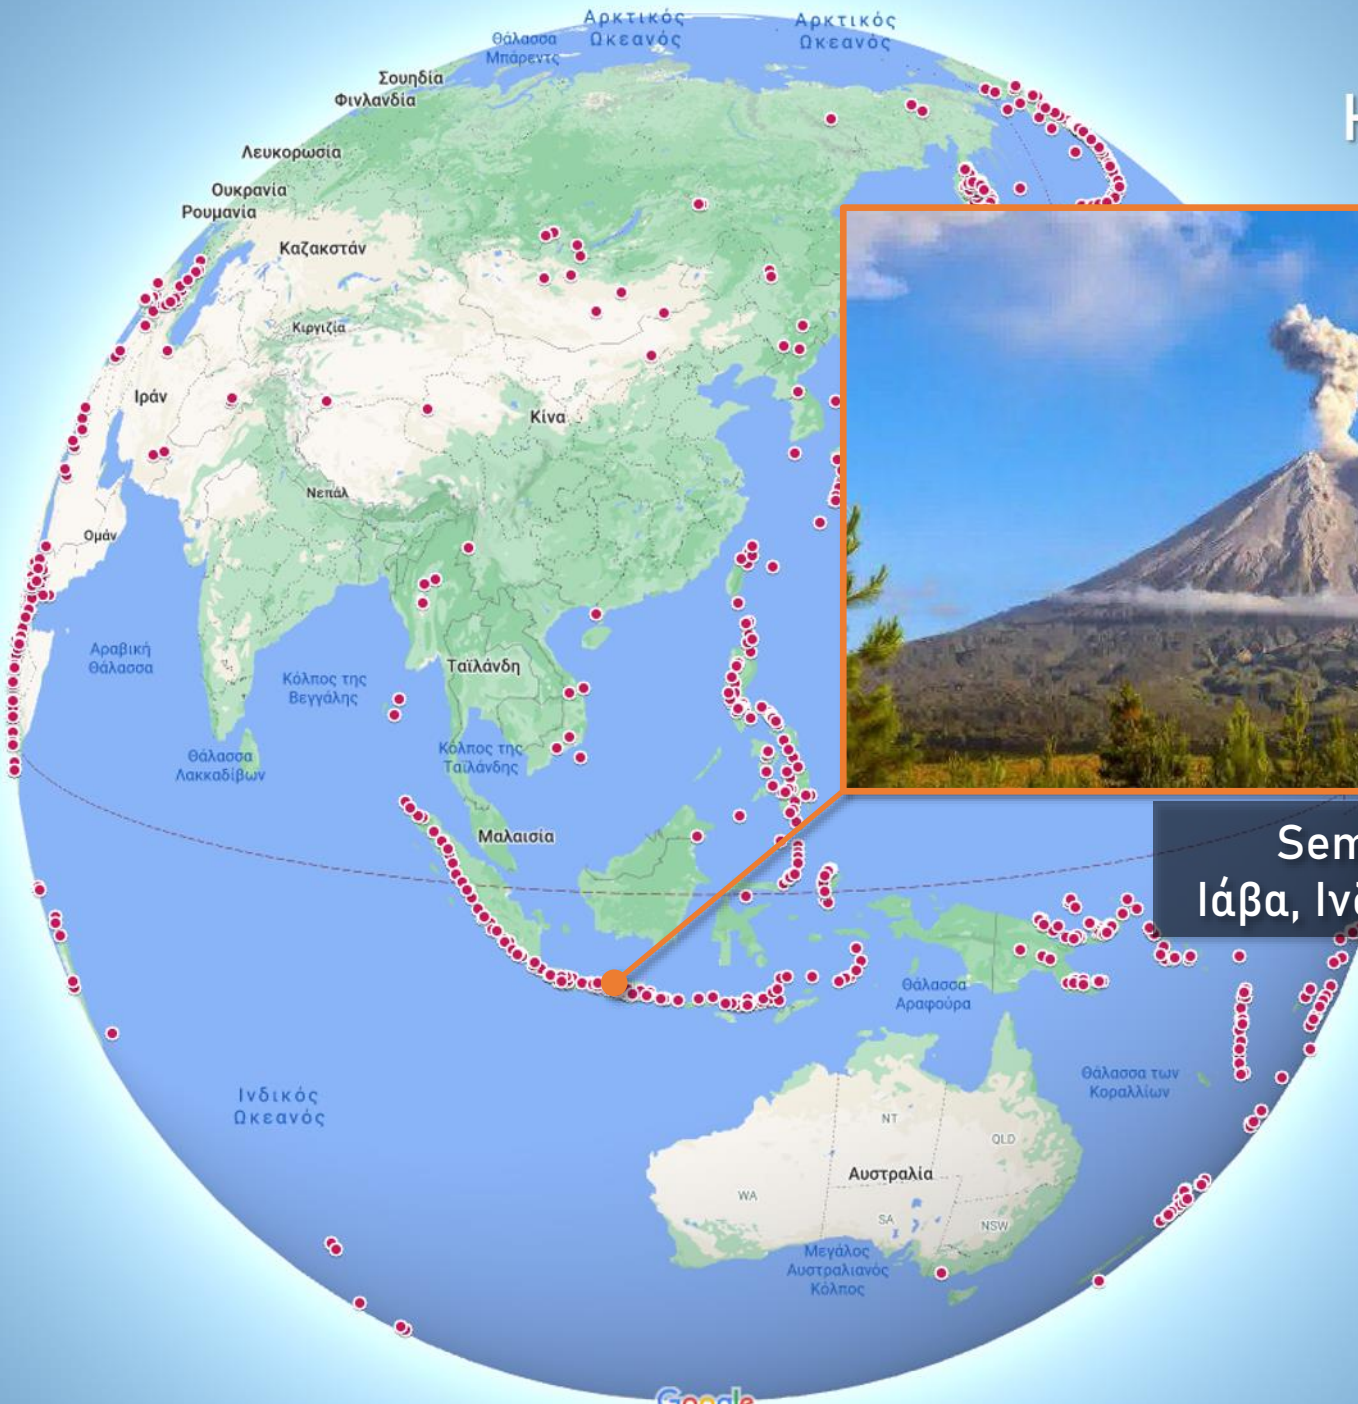 Αρκτικός
Ωκεανός
Αρκτικός
Ωκεανός
Θάλασσα
Μπάρεντς
Σουηδία
Φινλανδία
Λευκορωσία
Ουκρανία
Ρουμανία
Καζακστάν
Κιργιζία
Ιράν
Κίνα
Νεπάλ
Ομάν
Αραβική
Θάλασσα
Κόλπος της
Βεγγάλης
Ταϊλάνδη
Θάλασσα
Λακκαδίβων
Κόλπος της
Ταϊλάνδης
Μαλαισία
Sem
Ιάβα, Ιν
Θάλασσα
Αραφούρα
Ινδικός
Ωκεανός
Θάλασσα των
Κοραλλίων
NT
QLD
Αυστραλία
WA
SA
NSW
Μεγάλος
Αυστραλιανός
Κόλπος
Google